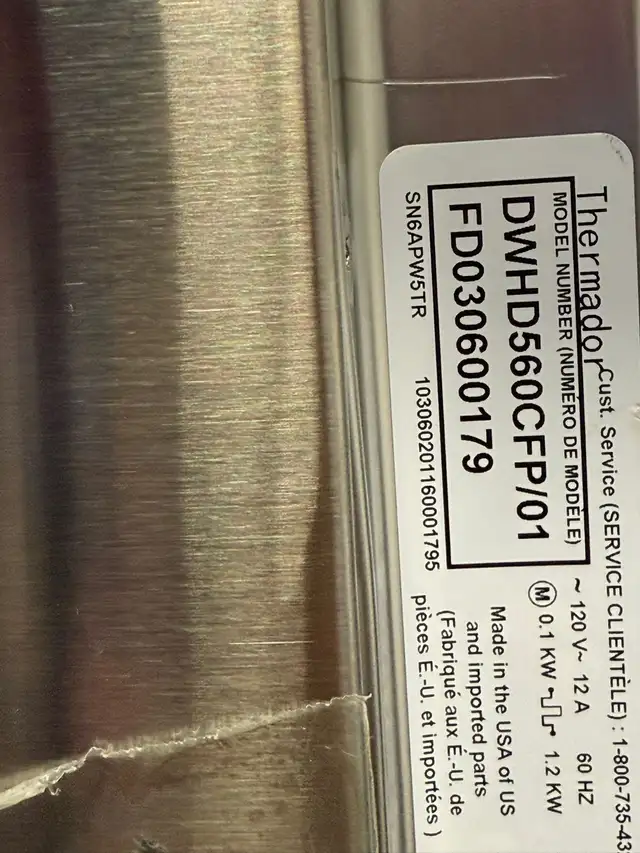 Thermador
Cust. Service (SERVICE CLIENTÈLE) : 1-800-735-43
MODEL NUMBER (NUMÉRO DE MODÈLE)
DWHD560CFP/01
FD030600179
~ 120 V~ 12 A 60 HZ
M 0.1 KW 1.2 KW
Made in the USA of US
and imported parts
(Fabriqué aux É.-U. de
pièces É.-U. et importées )
SN6APW5TR 103060201160001795